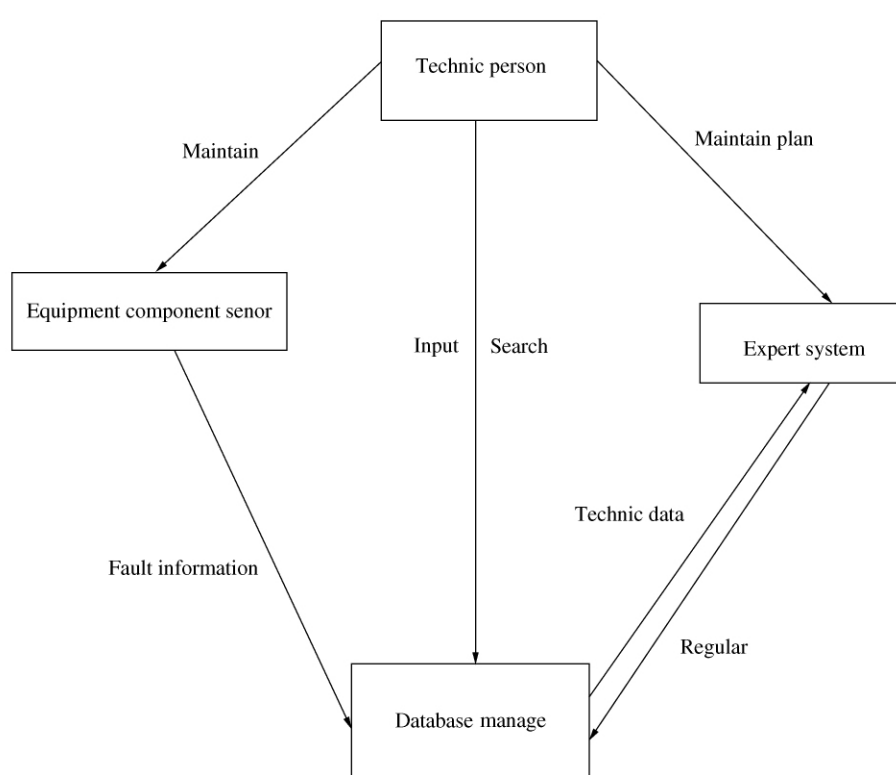 Technic person
Maintain
Maintain plan
Equipment component senor
Input
Search
Expert system
Technic data
Fault information
Regular
Database manage